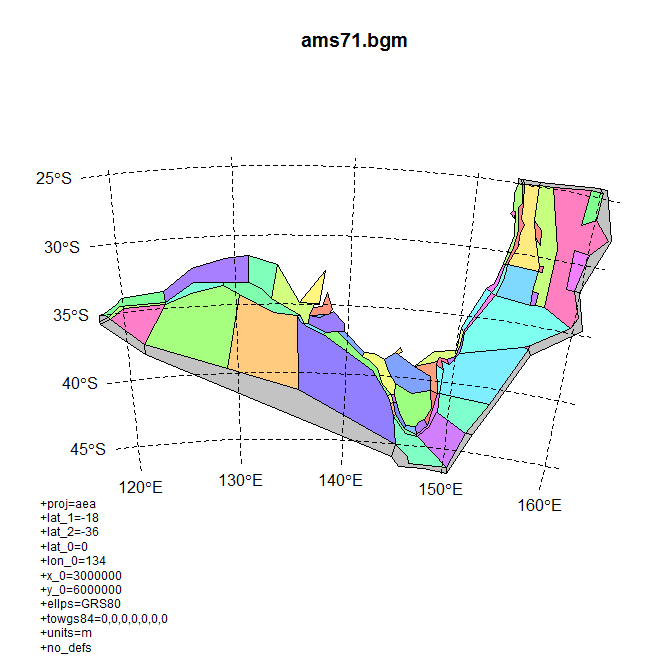 ams71.bgm
25°S
30°S
35°S
40°S
45°S
120°E
130°E
140°E
150°E
160°E
+proj=aea
+lat_1=-18
+lat_2=-36
+lat_0=0
+lon_0=134
+x_0=3000000
+y_0=6000000
+ellps=GRS80
+towgs84=0,0,0,0,0,0,0
+units=m
+no_defs